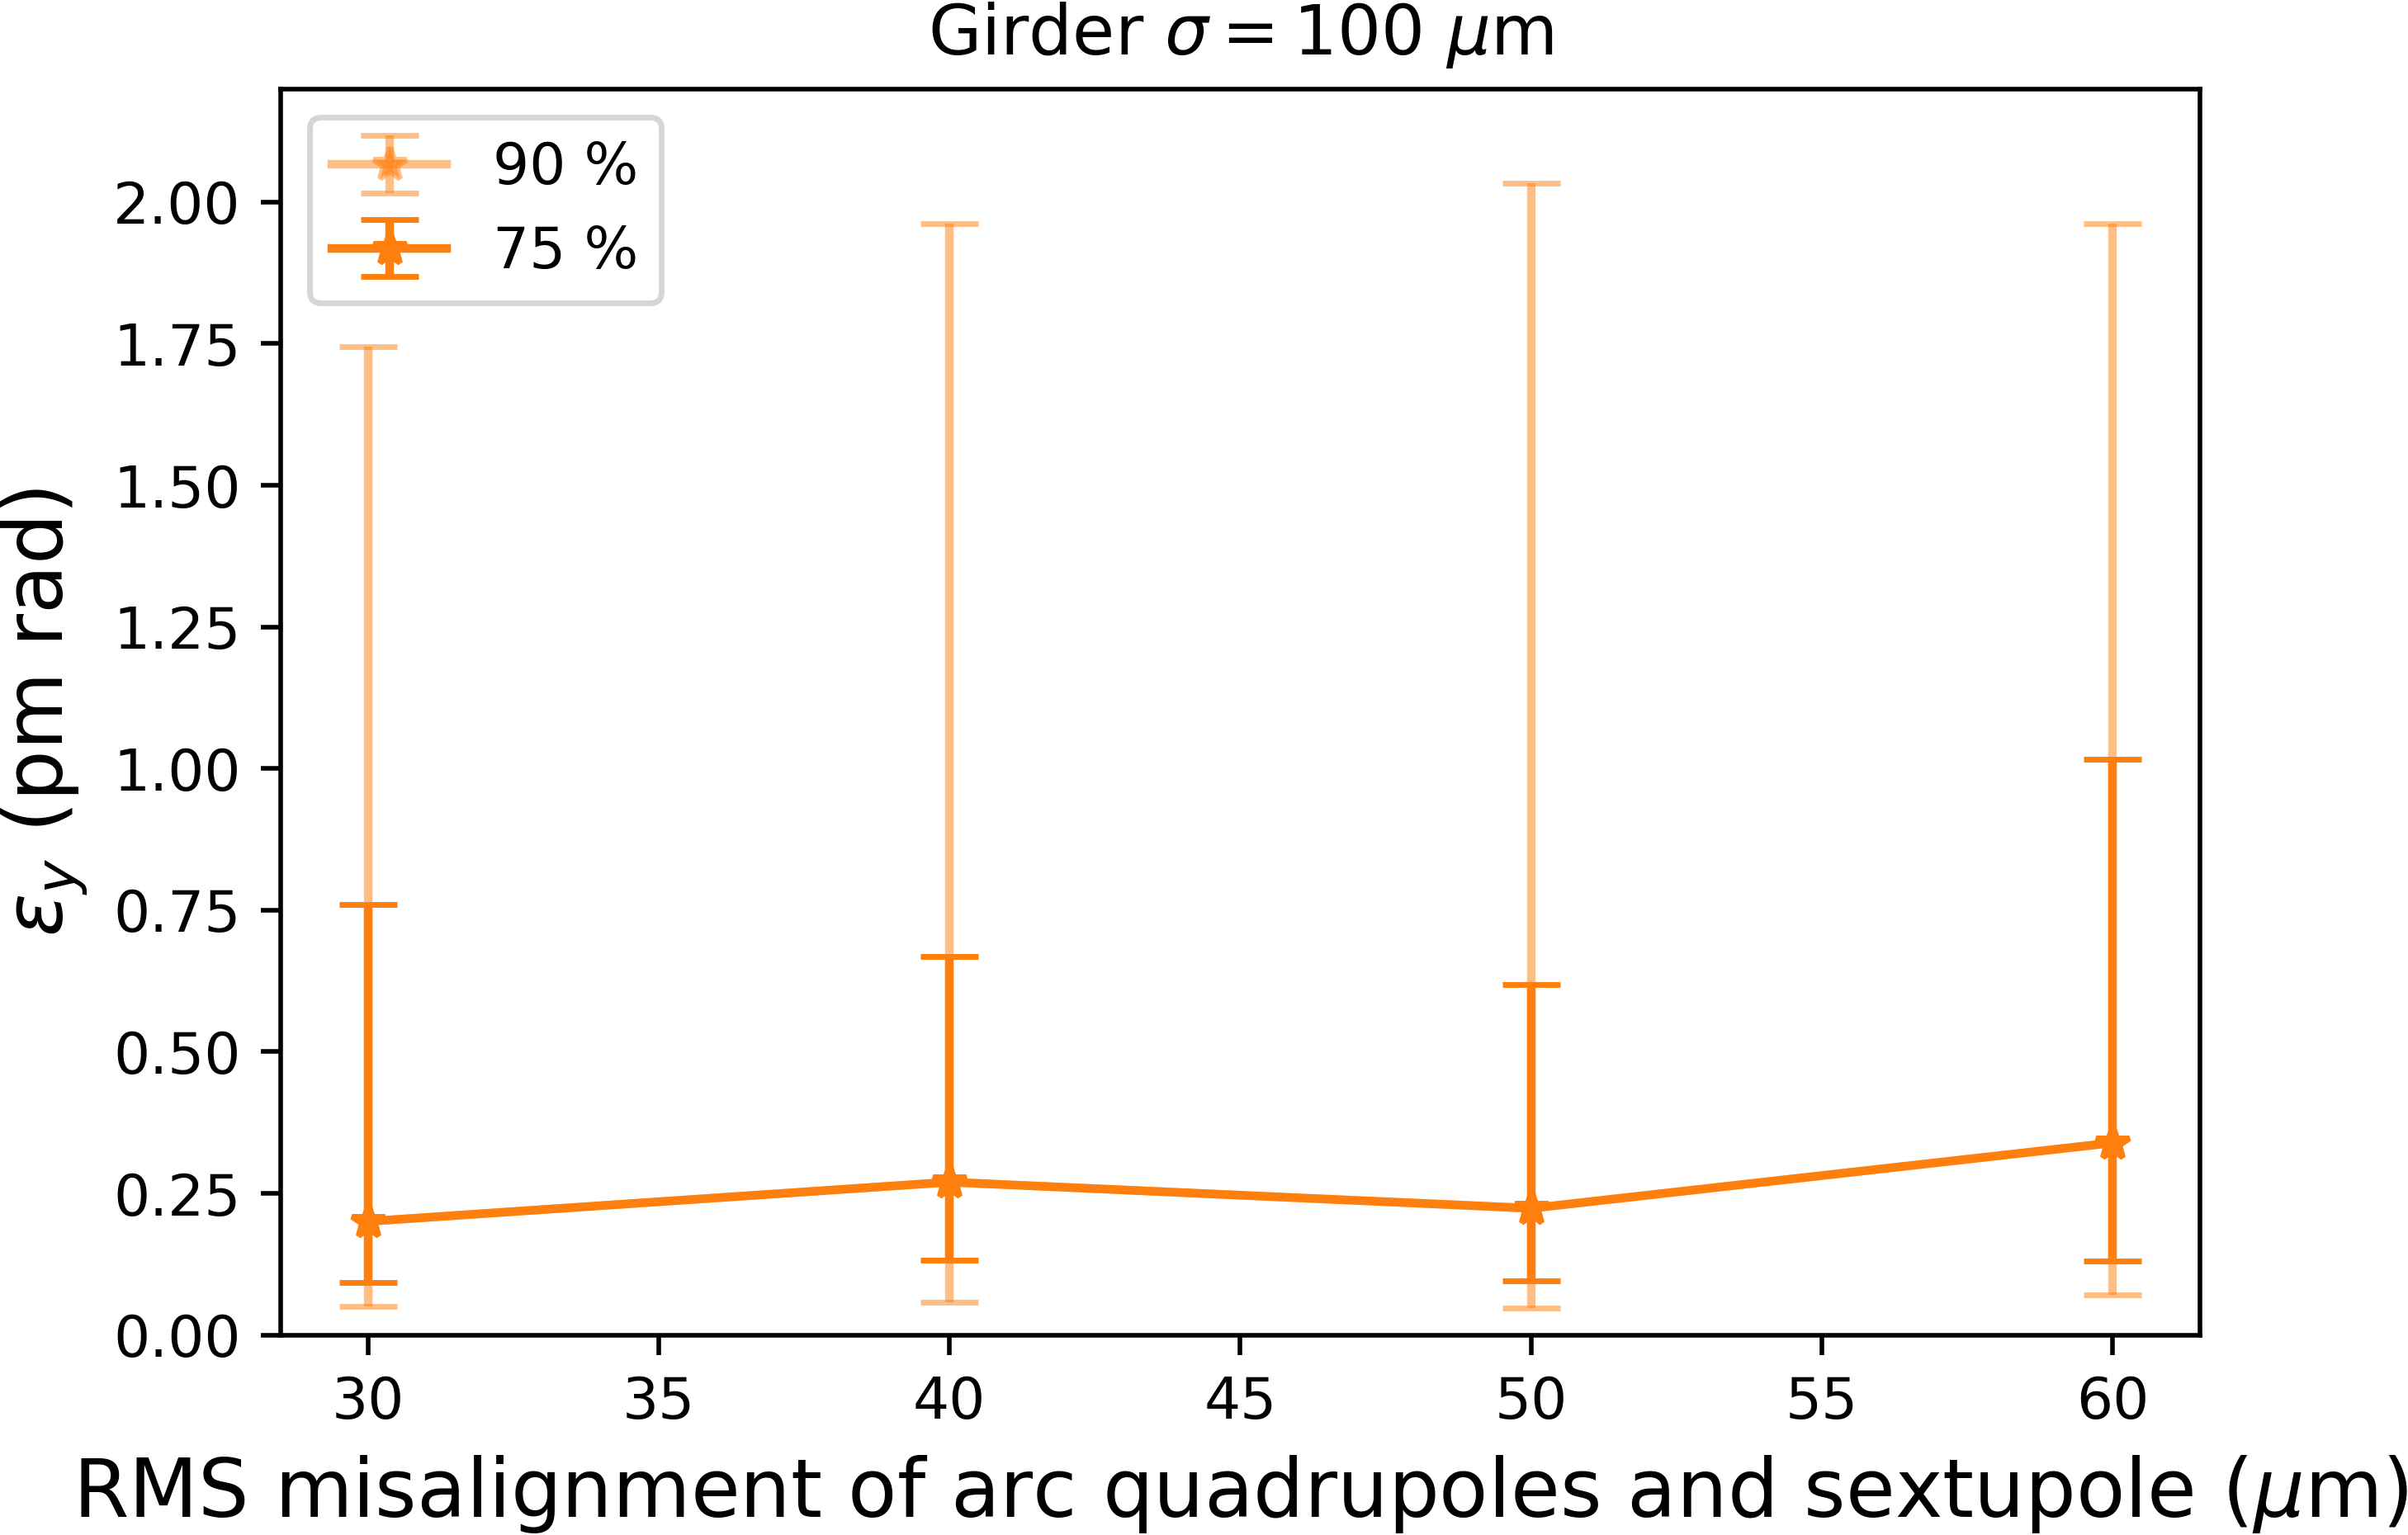 Girder σ = 100 μm
90 %
75 %
2.00
1.75
1.50
1.25
1.00
0.75
0.50
0.25
0.00
εy (pm rad)
30 35 40 45 50 55 60
RMS misalignment of arc quadrupoles and sextupole (μm)